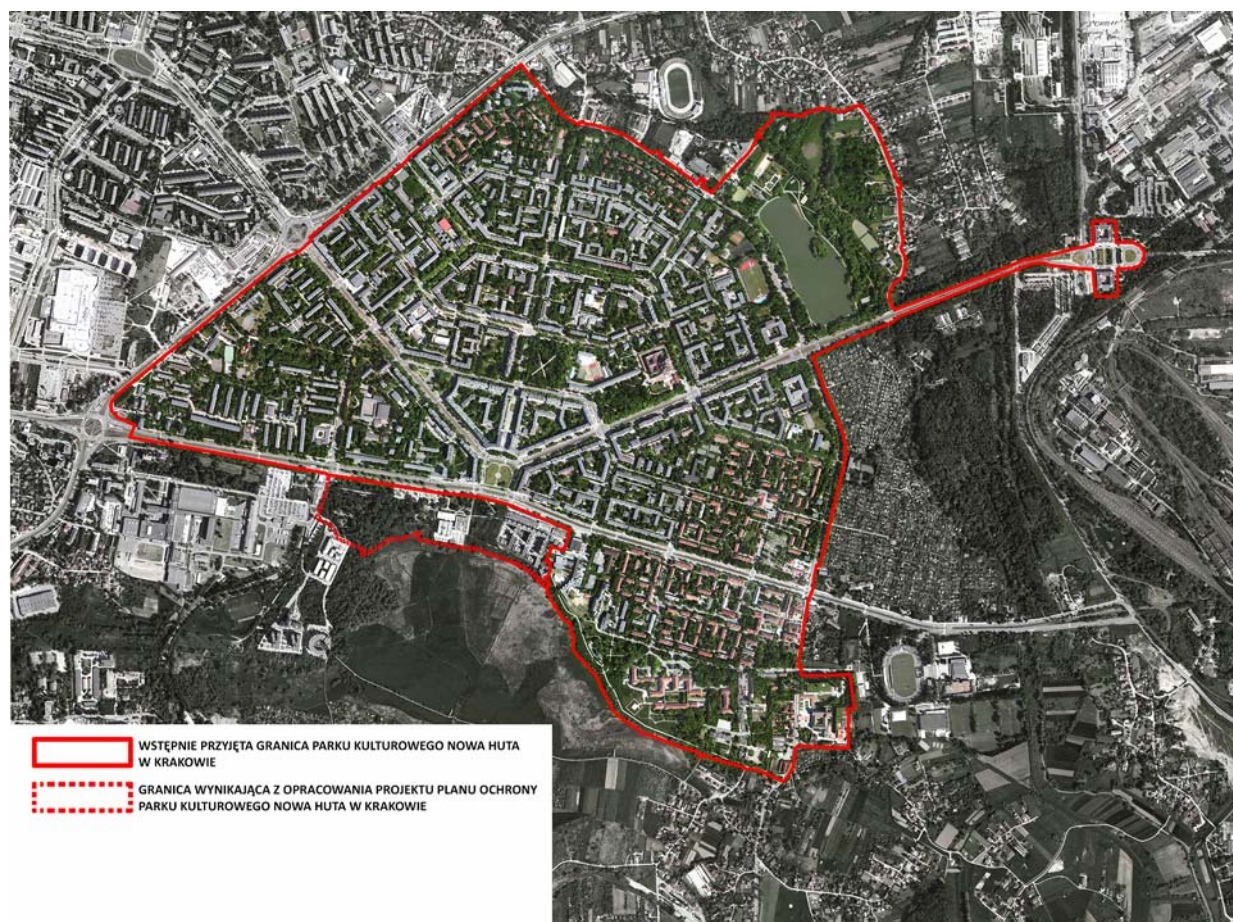 WSTĘPNIE PRZYJĘTA GRANICA PARKU KULTUROWEGO NOWA HUTA
W KRAKOWIE
GRANICA WYNIKAJĄCA Z OPRACOWANIA PROJEKTU PLANU OCHRONY
PARKU KULTUROWEGO NOWA HUTA W KRAKOWIE